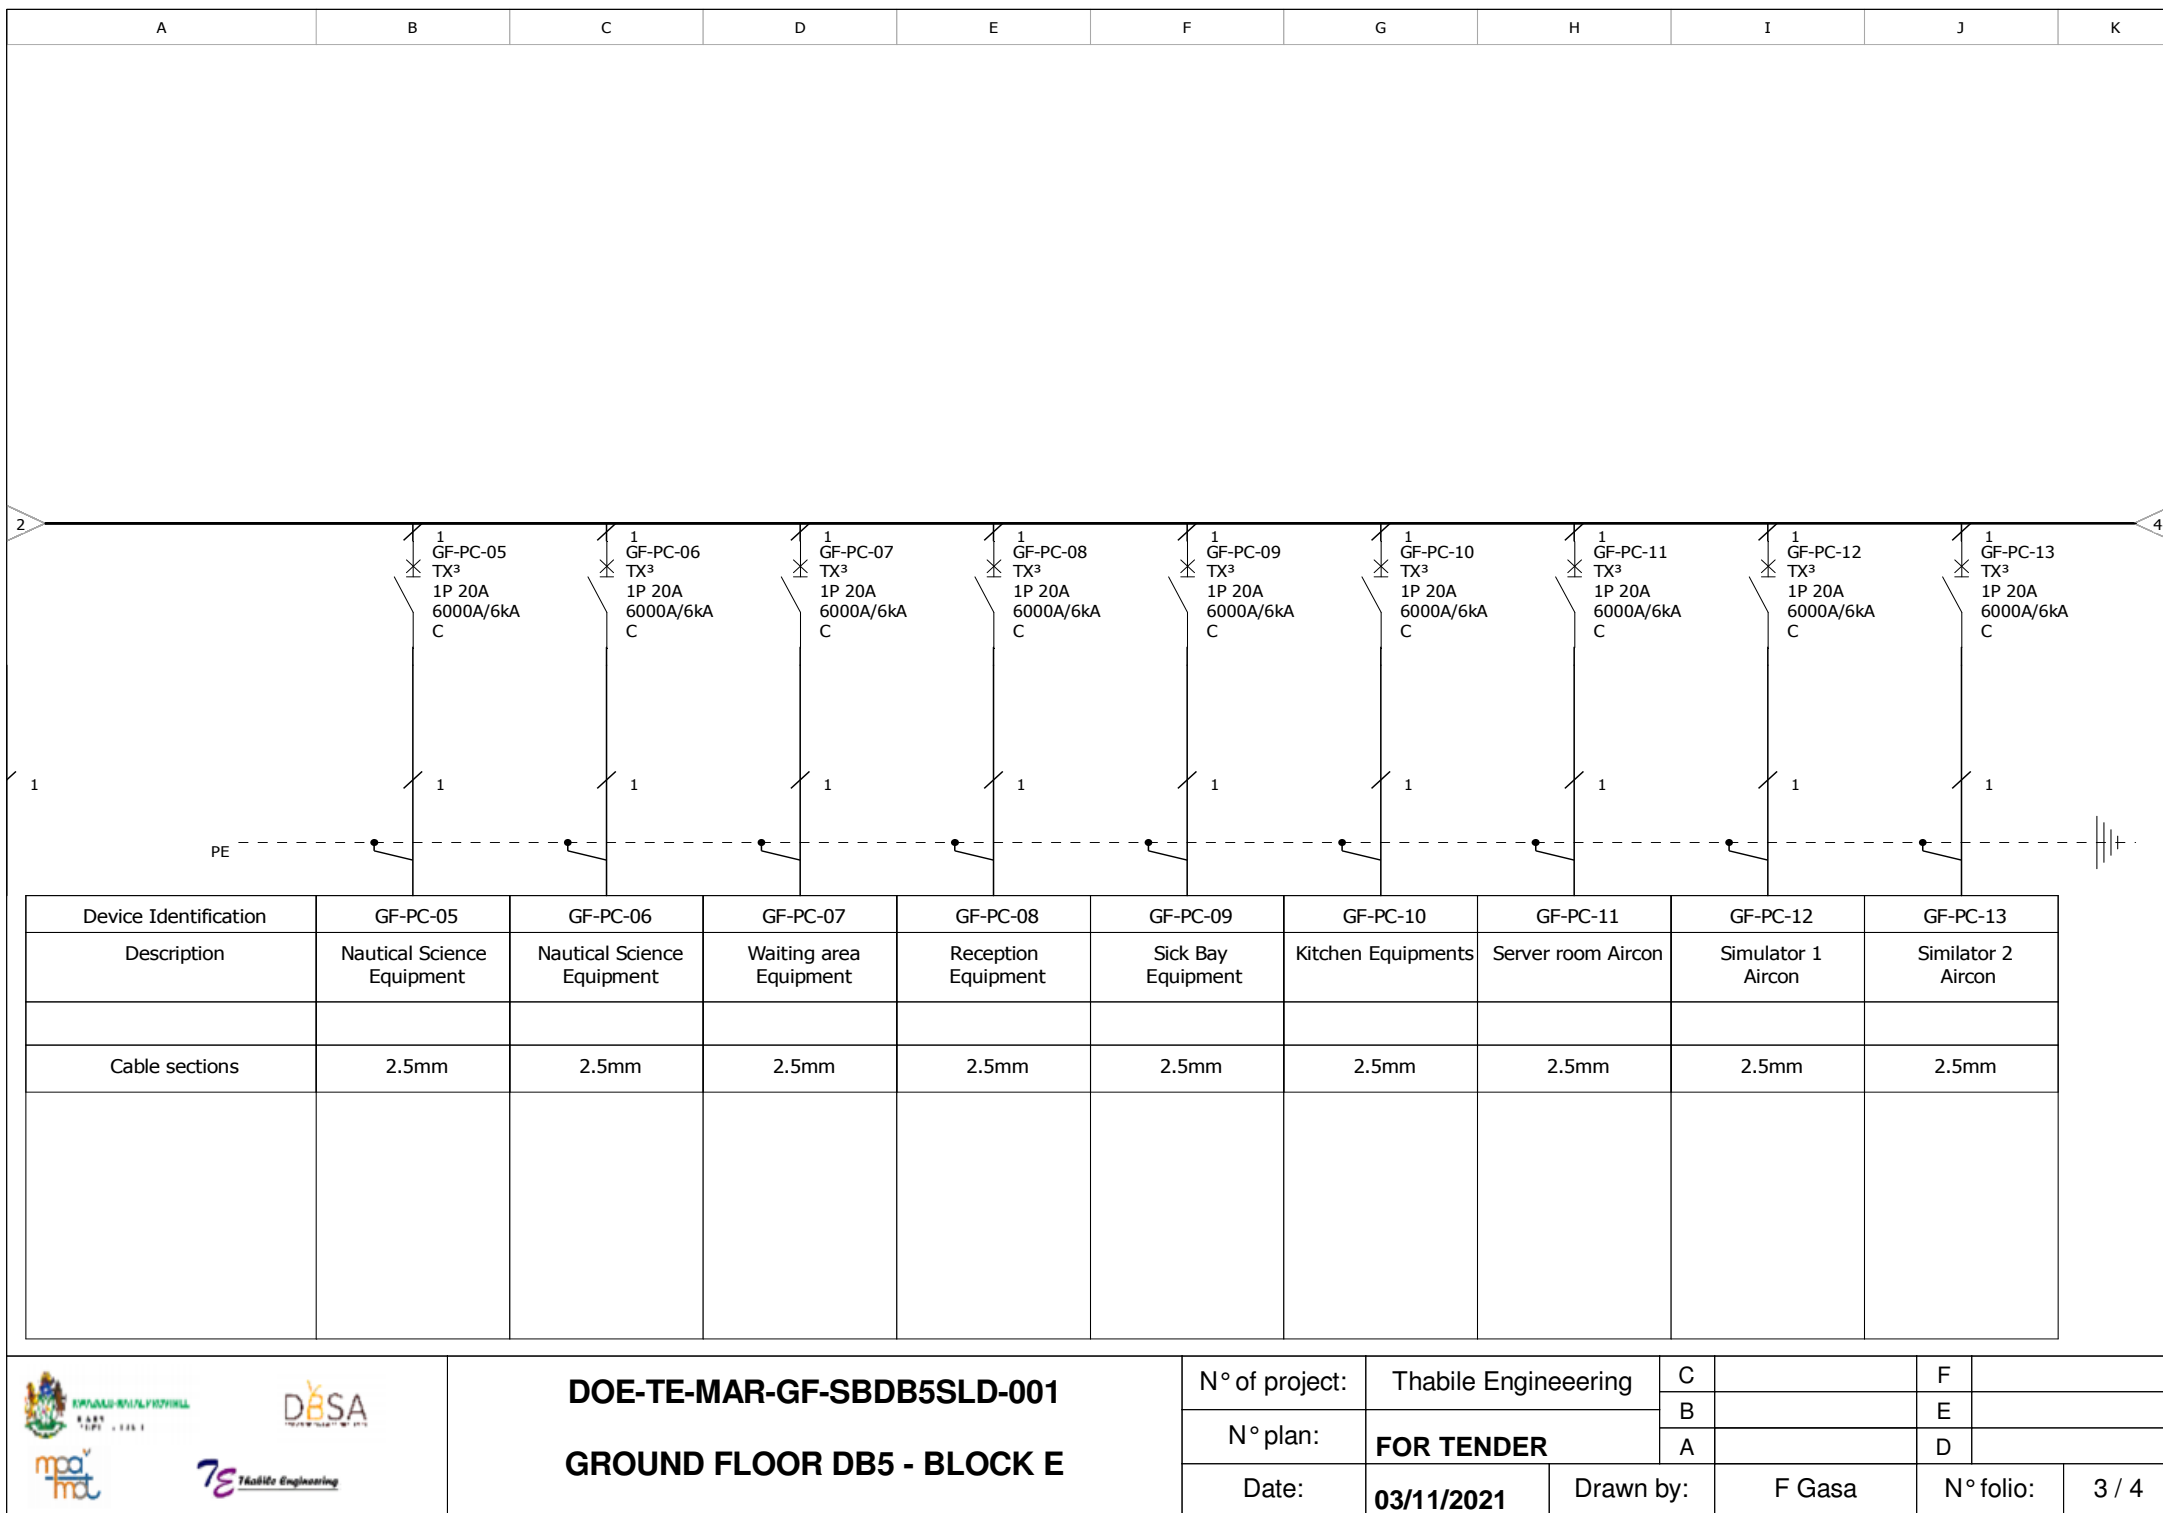 A B C D E F G H I J K
2
4
1 1 1 1 1 1 1 1 1
GF-PC-05 GF-PC-06 GF-PC-07 GF-PC-08 GF-PC-09 GF-PC-10 GF-PC-11 GF-PC-12 GF-PC-13
TX³ TX³ TX³ TX³ TX³ TX³ TX³ TX³ TX³
1P 20A 1P 20A 1P 20A 1P 20A 1P 20A 1P 20A 1P 20A 1P 20A 1P 20A
6000A/6kA 6000A/6kA 6000A/6kA 6000A/6kA 6000A/6kA 6000A/6kA 6000A/6kA 6000A/6kA 6000A/6kA
C C C C C C C C C
1 1 1 1 1 1 1 1 1 1
PE
Device Identification GF-PC-05 GF-PC-06 GF-PC-07 GF-PC-08 GF-PC-09 GF-PC-10 GF-PC-11 GF-PC-12 GF-PC-13
Description Nautical Science Nautical Science Waiting area Reception Sick Bay Kitchen Equipments Server room Aircon Simulator 1 Similator 2
Equipment Equipment Equipment Equipment Equipment Aircon Aircon
Cable sections 2.5mm 2.5mm 2.5mm 2.5mm 2.5mm 2.5mm 2.5mm 2.5mm 2.5mm
DBSA
mpa
mot
TE Thabile Engineering
DOE-TE-MAR-GF-SBDB5SLD-001
GROUND FLOOR DB5 - BLOCK E
N° of project: Thabile Engineeering C F
B E
N° plan: FOR TENDER A D
Date: 03/11/2021 Drawn by: F Gasa N° folio: 3 / 4